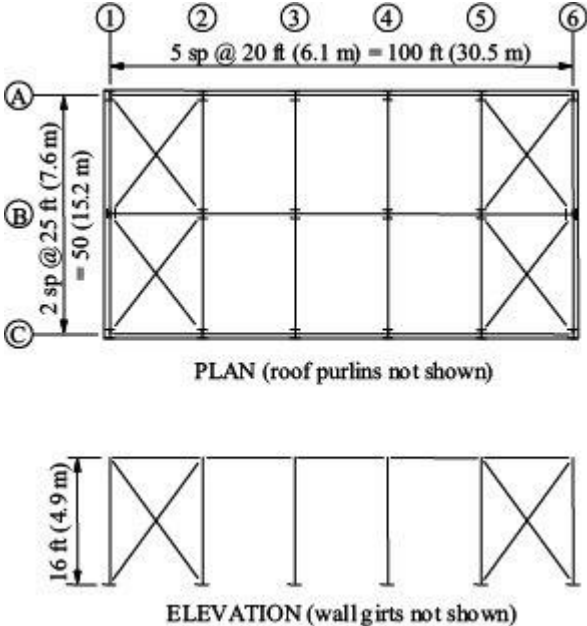 1 2 3 4 5 6
5 sp @ 20 ft (6.1 m) = 100 ft (30.5 m)
A
B
C
2 sp @ 25 ft (7.6 m)
= 50 (15.2 m)
PLAN (roof purlins not shown)
16 ft (4.9 m)
ELEVATION (wall girts not shown)